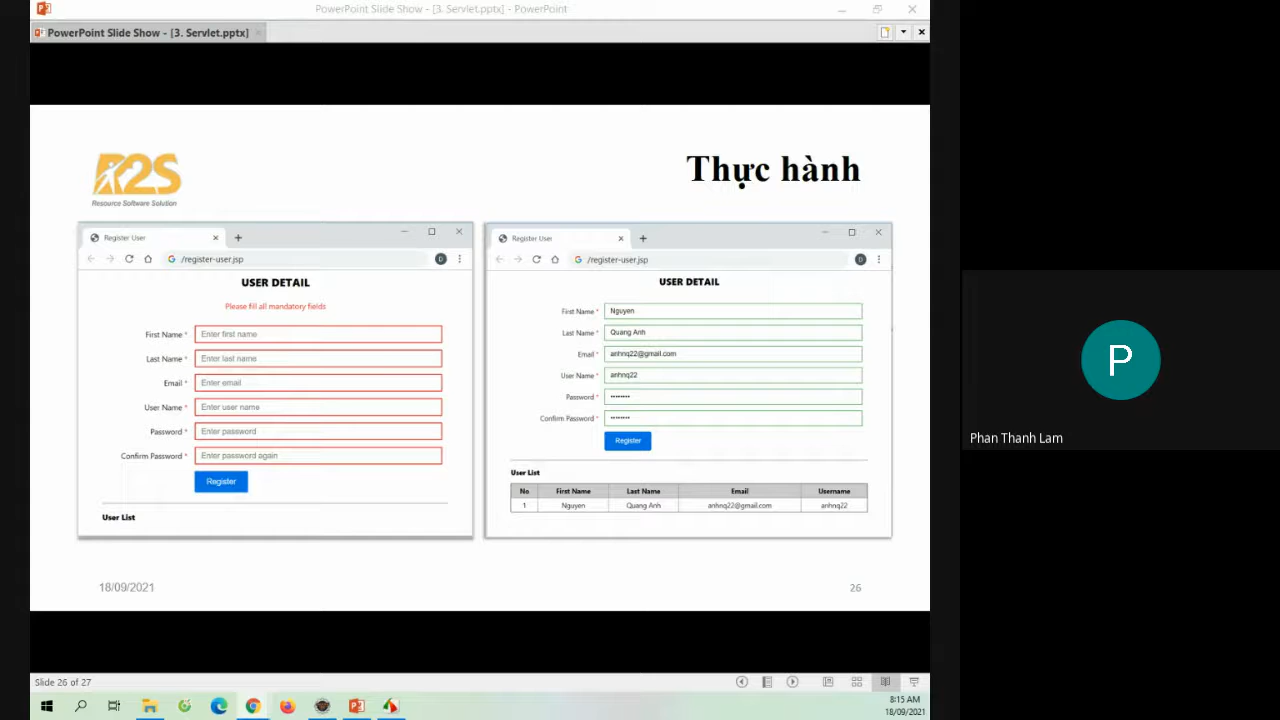 PowerPoint Slide Show - [3. Servlet.pptx] - PowerPoint
PowerPoint Slide Show - [3. Servlet.pptx]
R2S
Resource Software Solution
Thực hành
Register User
/register-user.jsp
D
USER DETAIL
Please fill all mandatory fields
First Name * Enter first name
Last Name * Enter last name
Email * Enter email
User Name * Enter user name
Password * Enter password
Confirm Password * Enter password again
Register
User List
Register User
/register-user.jsp
D
USER DETAIL
First Name * Nguyen
Last Name * Quang Anh
Email * anhnq22@gmail.com
User Name * anhnq22
Password * ••••••••
Confirm Password * ••••••••
Register
User List
No First Name Last Name Email Username
1 Nguyen Quang Anh anhnq22@gmail.com anhnq22
18/09/2021
26
P
Phan Thanh Lam
Slide 26 of 27
8:15 AM
18/09/2021